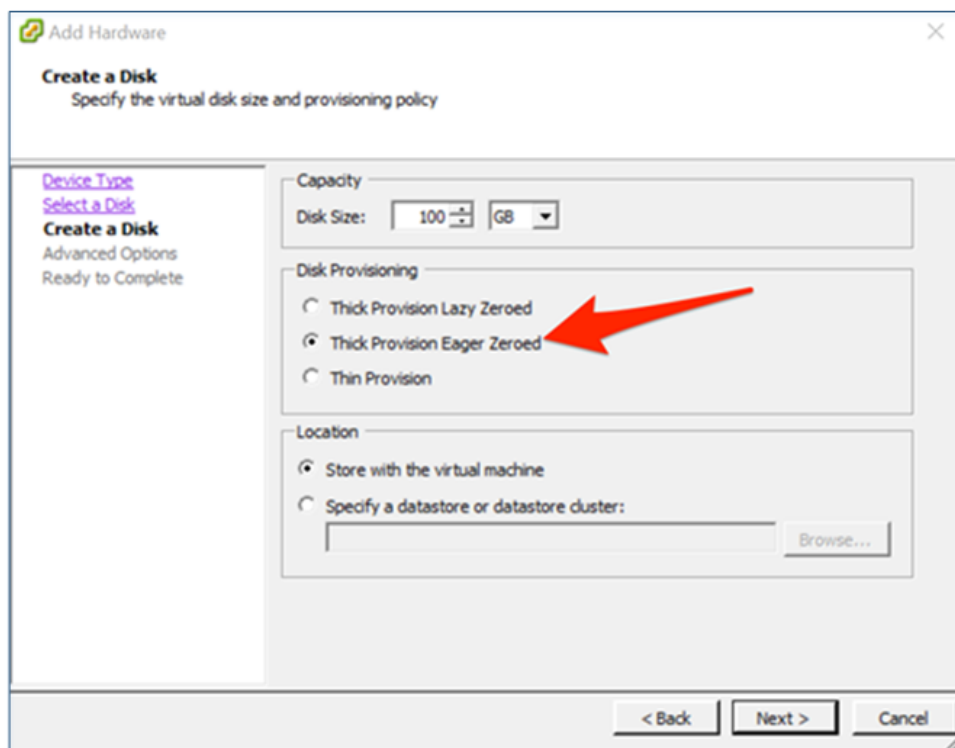 Add Hardware
Create a Disk
Specify the virtual disk size and provisioning policy
Device Type
Select a Disk
Create a Disk
Advanced Options
Ready to Complete
Capacity
Disk Size: 100 GB
Disk Provisioning
Thick Provision Lazy Zeroed
Thick Provision Eager Zeroed
Thin Provision
Location
Store with the virtual machine
Specify a datastore or datastore cluster:
Browse...
< Back Next > Cancel